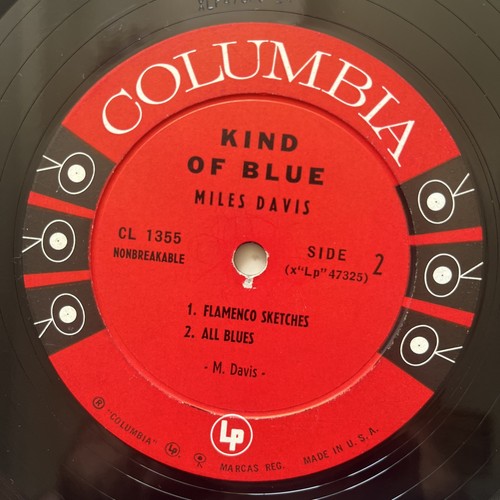 COLUMBIA
KIND
OF BLUE
MILES DAVIS
CL 1355
NONBREAKABLE
SIDE 2
(x"Lp" 47325)
1. FLAMENCO SKETCHES
2. ALL BLUES
- M. Davis -
® "COLUMBIA" Lp MARCAS REG. MADE IN U.S.A.
Lp